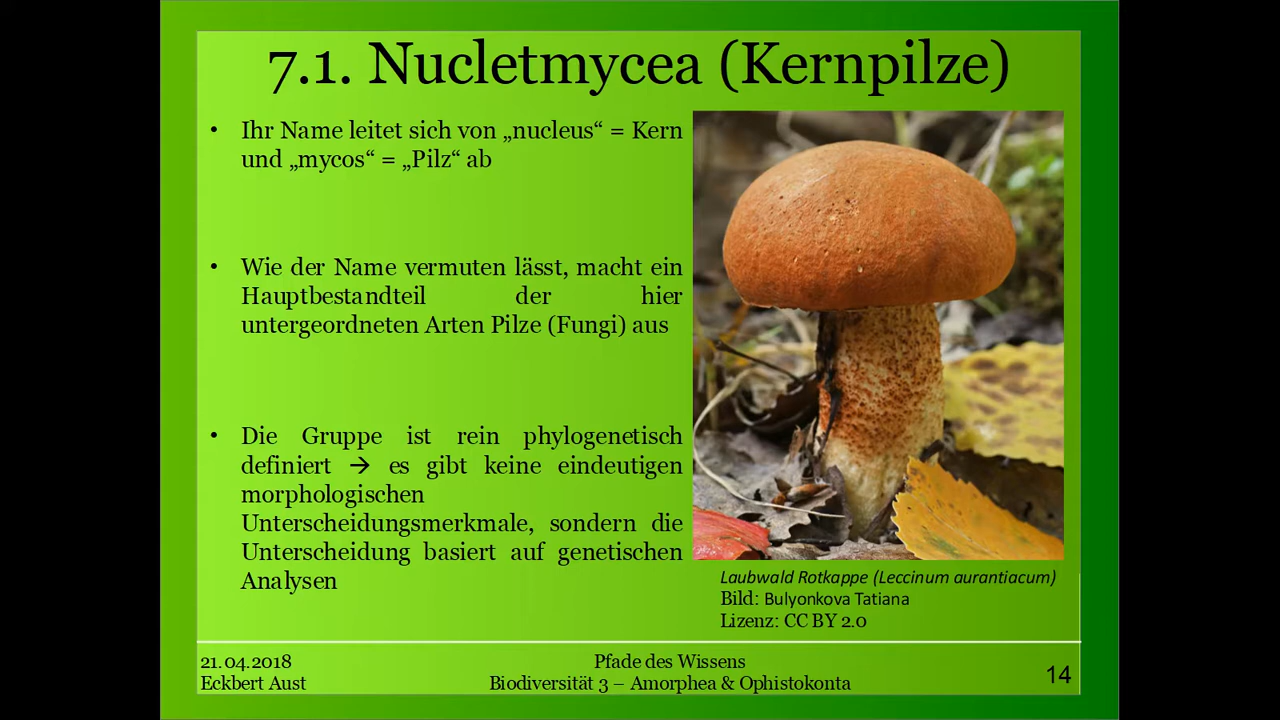 7.1. Nucletmycea (Kernpilze)
• Ihr Name leitet sich von „nucleus“ = Kern
und „mycos“ = „Pilz“ ab
• Wie der Name vermuten lässt, macht ein
Hauptbestandteil der hier
untergeordneten Arten Pilze (Fungi) aus
• Die Gruppe ist rein phylogenetisch
definiert → es gibt keine eindeutigen
morphologischen
Unterscheidungsmerkmale, sondern die
Unterscheidung basiert auf genetischen
Analysen
Laubwald Rotkappe (Leccinum aurantiacum)
Bild: Bulyonkova Tatiana
Lizenz: CC BY 2.0
21.04.2018
Eckbert Aust
Pfade des Wissens
Biodiversität 3 – Amorphea & Ophistokonta
14